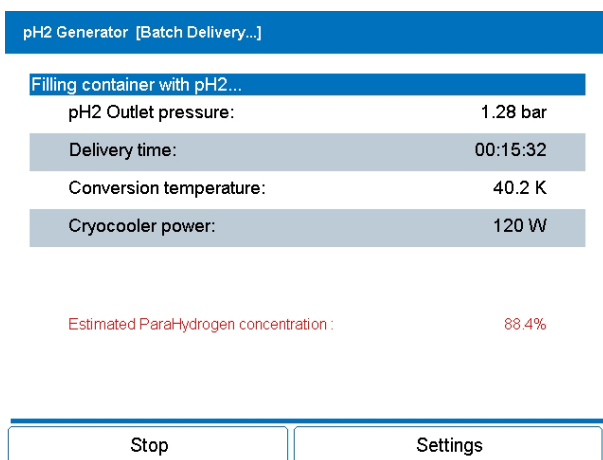 pH2 Generator  [Batch Delivery...]
Filling container with pH2...
pH2 Outlet pressure: 1.28 bar
Delivery time: 00:15:32
Conversion temperature: 40.2 K
Cryocooler power: 120 W
Estimated ParaHydrogen concentration : 88.4%
Stop Settings